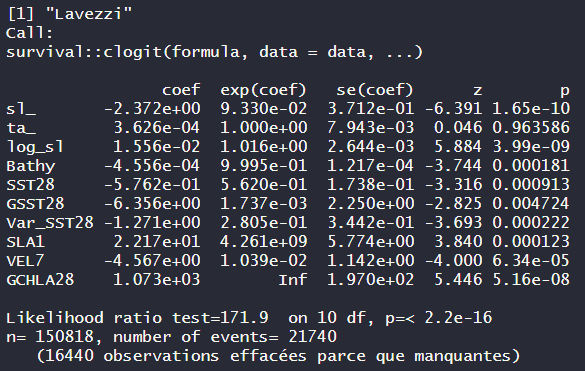 [1] "Lavezzi"
Call:
survival::clogit(formula, data = data, ...)
coef exp(coef) se(coef) z p
sl_ -2.372e+00 9.330e-02 3.712e-01 -6.391 1.65e-10
ta_ 3.626e-04 1.000e+00 7.943e-03 0.046 0.963586
log_sl 1.556e-02 1.016e+00 2.644e-03 5.884 3.99e-09
Bathy -4.556e-04 9.995e-01 1.217e-04 -3.744 0.000181
SST28 -5.762e-01 5.620e-01 1.738e-01 -3.316 0.000913
GSST28 -6.356e+00 1.737e-03 2.250e+00 -2.825 0.004724
Var_SST28 -1.271e+00 2.805e-01 3.442e-01 -3.693 0.000222
SLA1 2.217e+01 4.261e+09 5.774e+00 3.840 0.000123
VEL7 -4.567e+00 1.039e-02 1.142e+00 -4.000 6.34e-05
GCHLA28 1.073e+03 Inf 1.970e+02 5.446 5.16e-08
Likelihood ratio test=171.9 on 10 df, p=< 2.2e-16
n= 150818, number of events= 21740
(16440 observations effacées parce que manquantes)